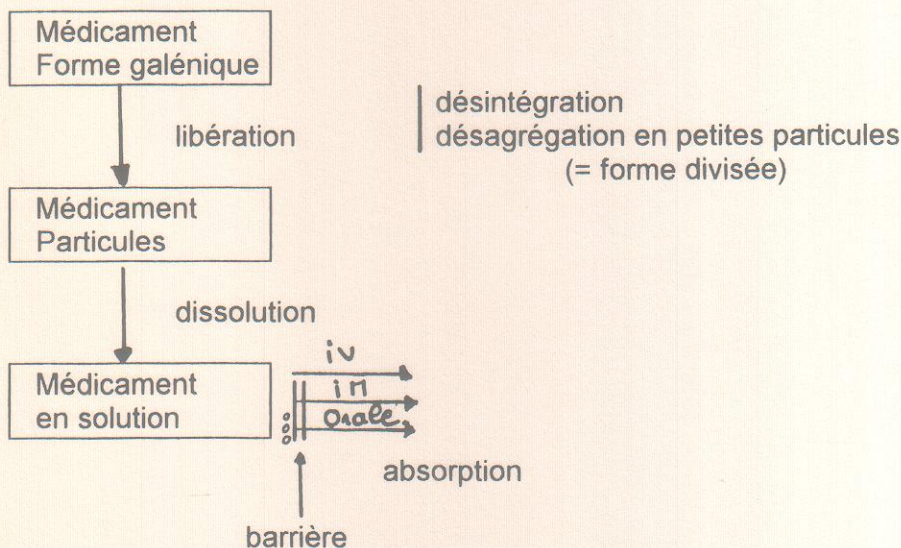 Médicament
Forme galénique
libération
désintégration
désagrégation en petites particules
(= forme divisée)
Médicament
Particules
dissolution
Médicament
en solution
iv
iM
Orale
absorption
barrière